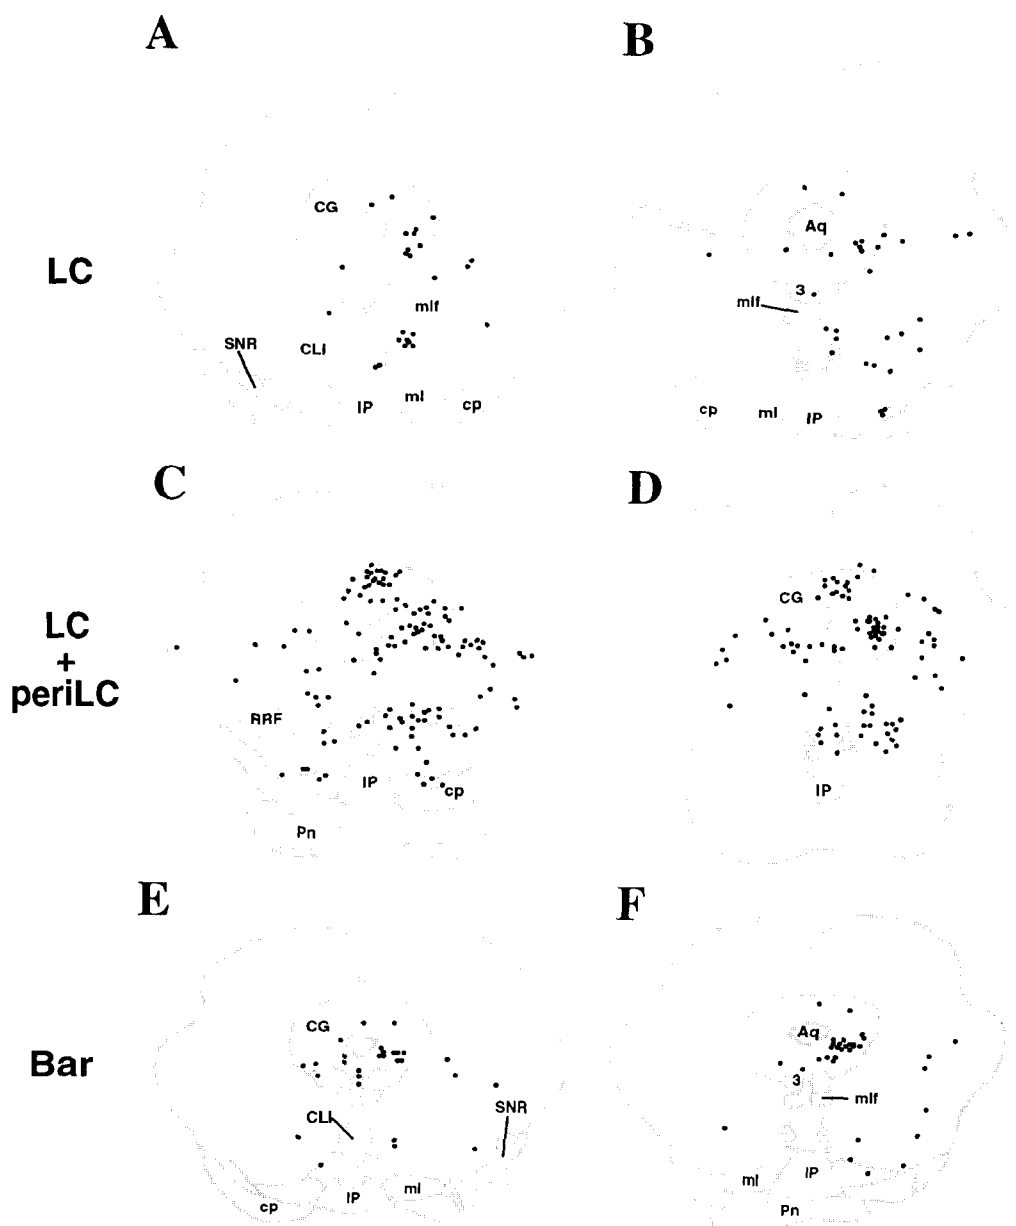 A
B
CG
Aq
LC
3
mlf
mlf
SNR
CLI
IP
ml
cp
cp
ml
IP
C
D
CG
LC
+
periLC
RRF
IP
cp
IP
Pn
E
F
CG
Aq
Bar
3
mlf
SNR
CLI
cp
IP
ml
ml
IP
Pn